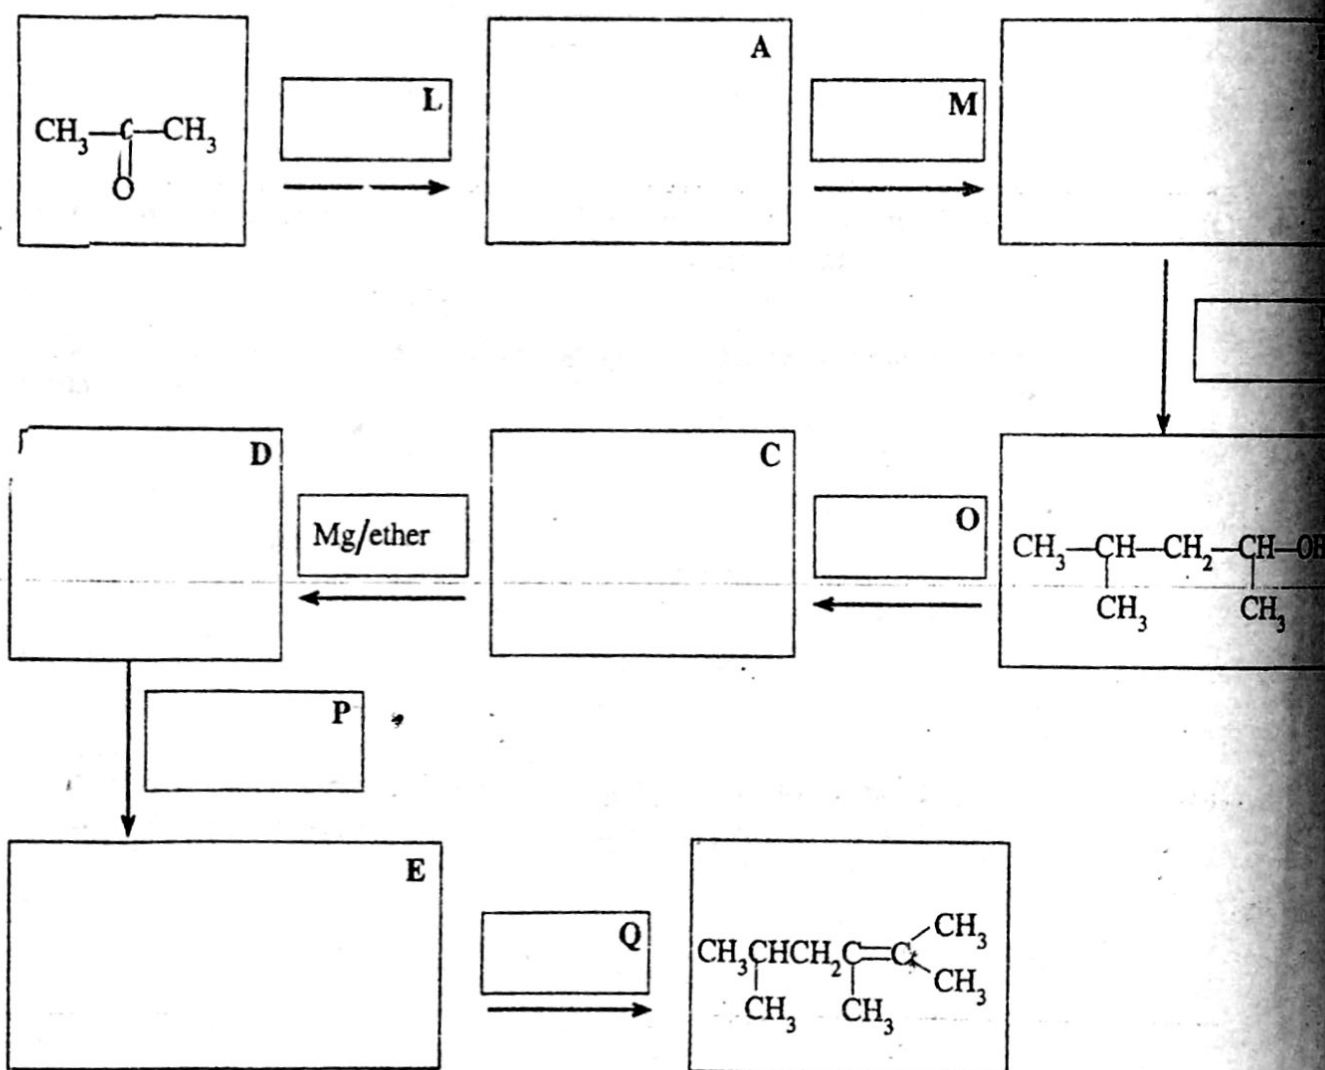 A
L
M
CH₃—C—CH₃
O
D
C
O
Mg/ether
CH₃—CH—CH₂—CH—OH
CH₃ CH₃
P
E
Q
CH₃
CH₃CHCH₂C=C
CH₃
CH₃ CH₃